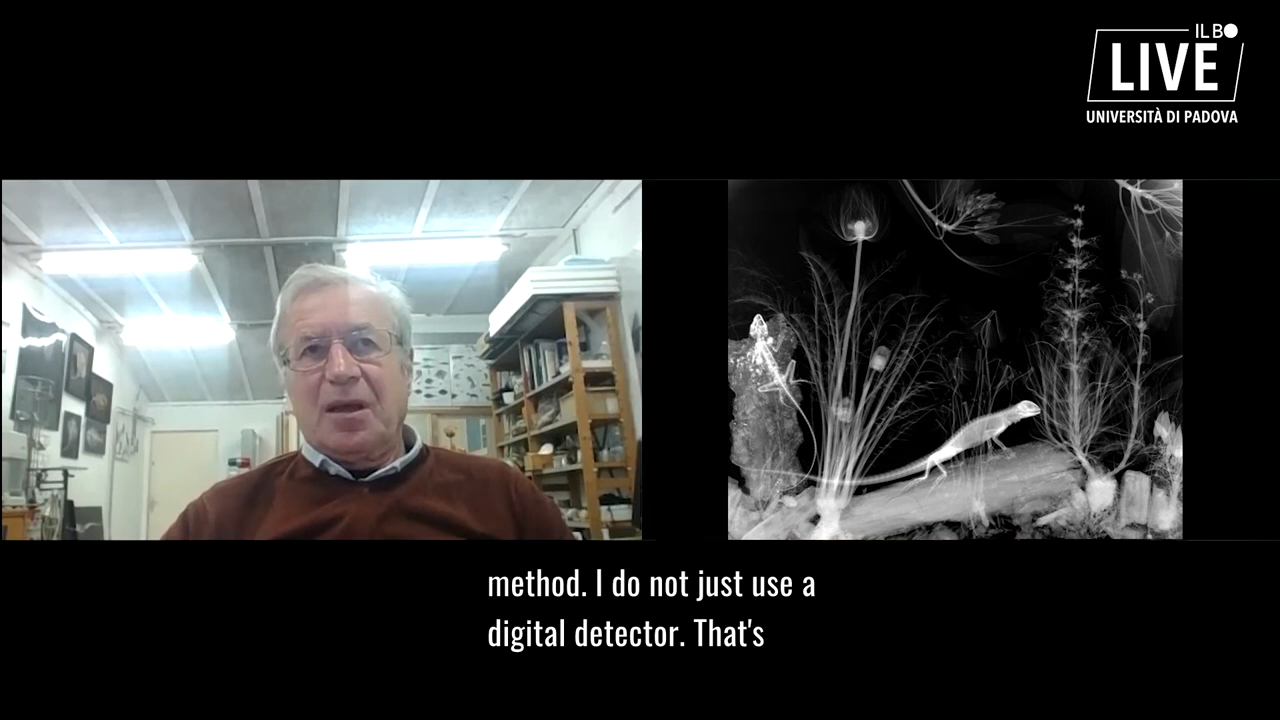 IL BO
LIVE
UNIVERSITÀ DI PADOVA
method. I do not just use a
digital detector. That's